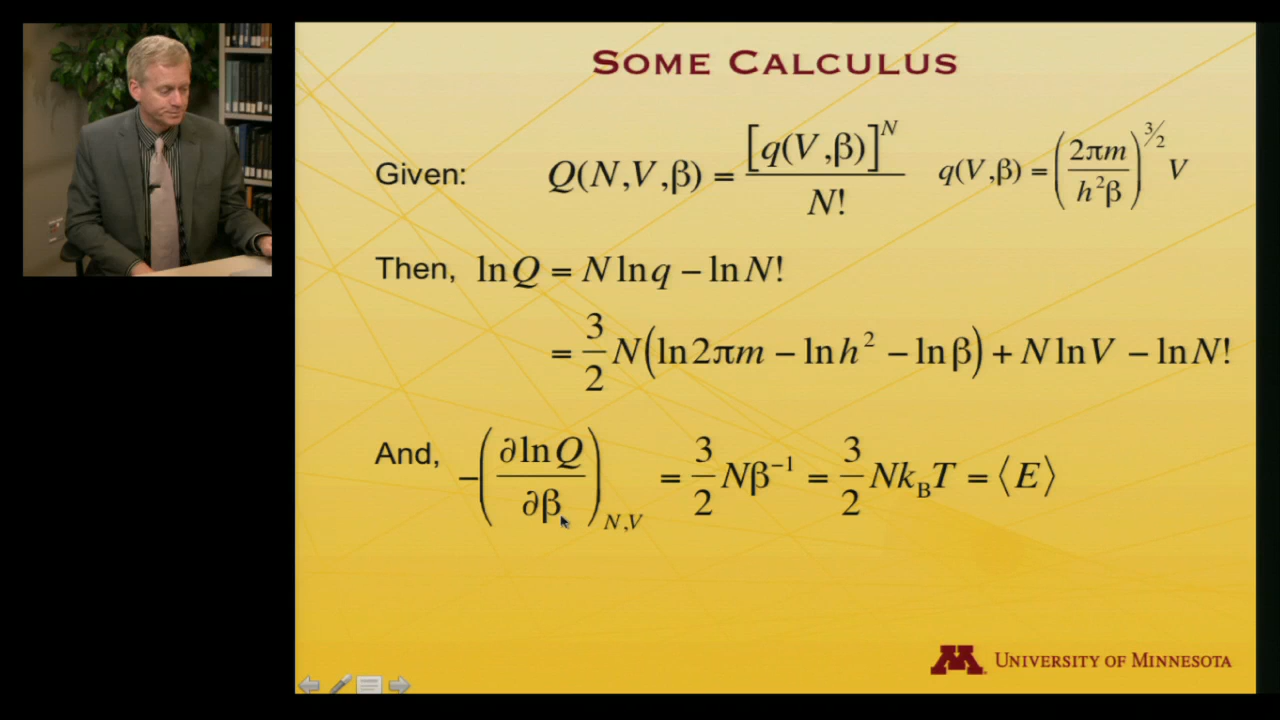 SOME CALCULUS
Given: Q(N,V,β) = [q(V,β)]^N / N! q(V,β) = (2πm / h²β)^(3/2) V
Then, ln Q = N ln q − ln N!
= 3/2 N(ln 2πm − ln h² − ln β) + N ln V − ln N!
And, −(∂ ln Q / ∂β)_N,V = 3/2 Nβ⁻¹ = 3/2 Nk_BT = ⟨E⟩
M UNIVERSITY OF MINNESOTA